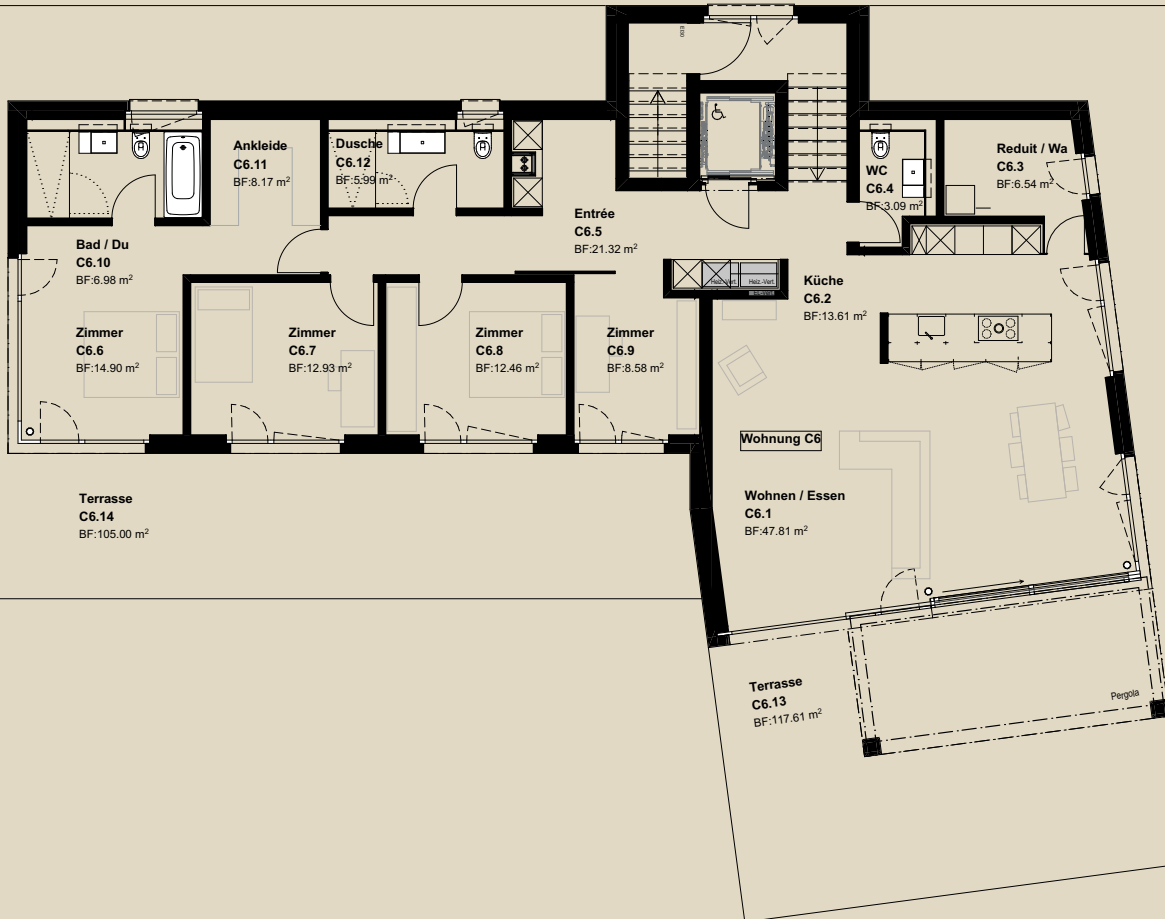 Ankleide
C6.11
BF:8.17 m²
Dusche
C6.12
BF:5.99 m²
WC
C6.4
BF:3.09 m²
Reduit / Wa
C6.3
BF:6.54 m²
Entrée
C6.5
BF:21.32 m²
Bad / Du
C6.10
BF:6.98 m²
Heiz.-Vert.
Heiz.-Vert.
Küche
C6.2
BF:13.61 m²
Zimmer
C6.6
BF:14.90 m²
Zimmer
C6.7
BF:12.93 m²
Zimmer
C6.8
BF:12.46 m²
Zimmer
C6.9
BF:8.58 m²
Wohnung C6
Wohnen / Essen
C6.1
BF:47.81 m²
Terrasse
C6.14
BF:105.00 m²
Terrasse
C6.13
BF:117.61 m²
Pergola